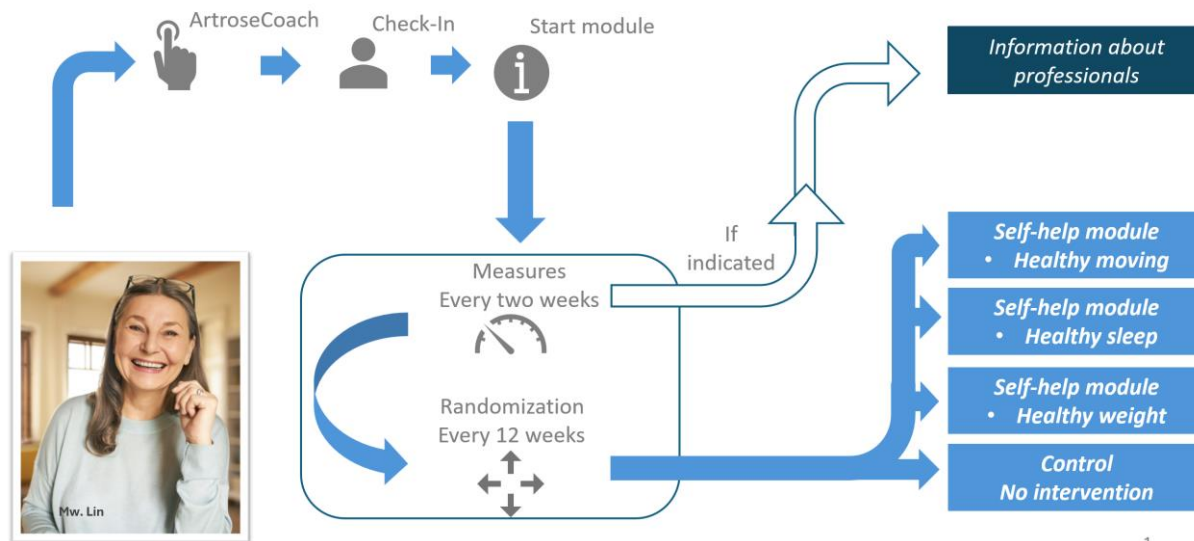 ArtroseCoach
Check-In
Start module
Information about
professionals
If
indicated
Measures
Every two weeks
Randomization
Every 12 weeks
Self-help module
• Healthy moving
Self-help module
• Healthy sleep
Self-help module
• Healthy weight
Control
No intervention
Mw. Lin
1